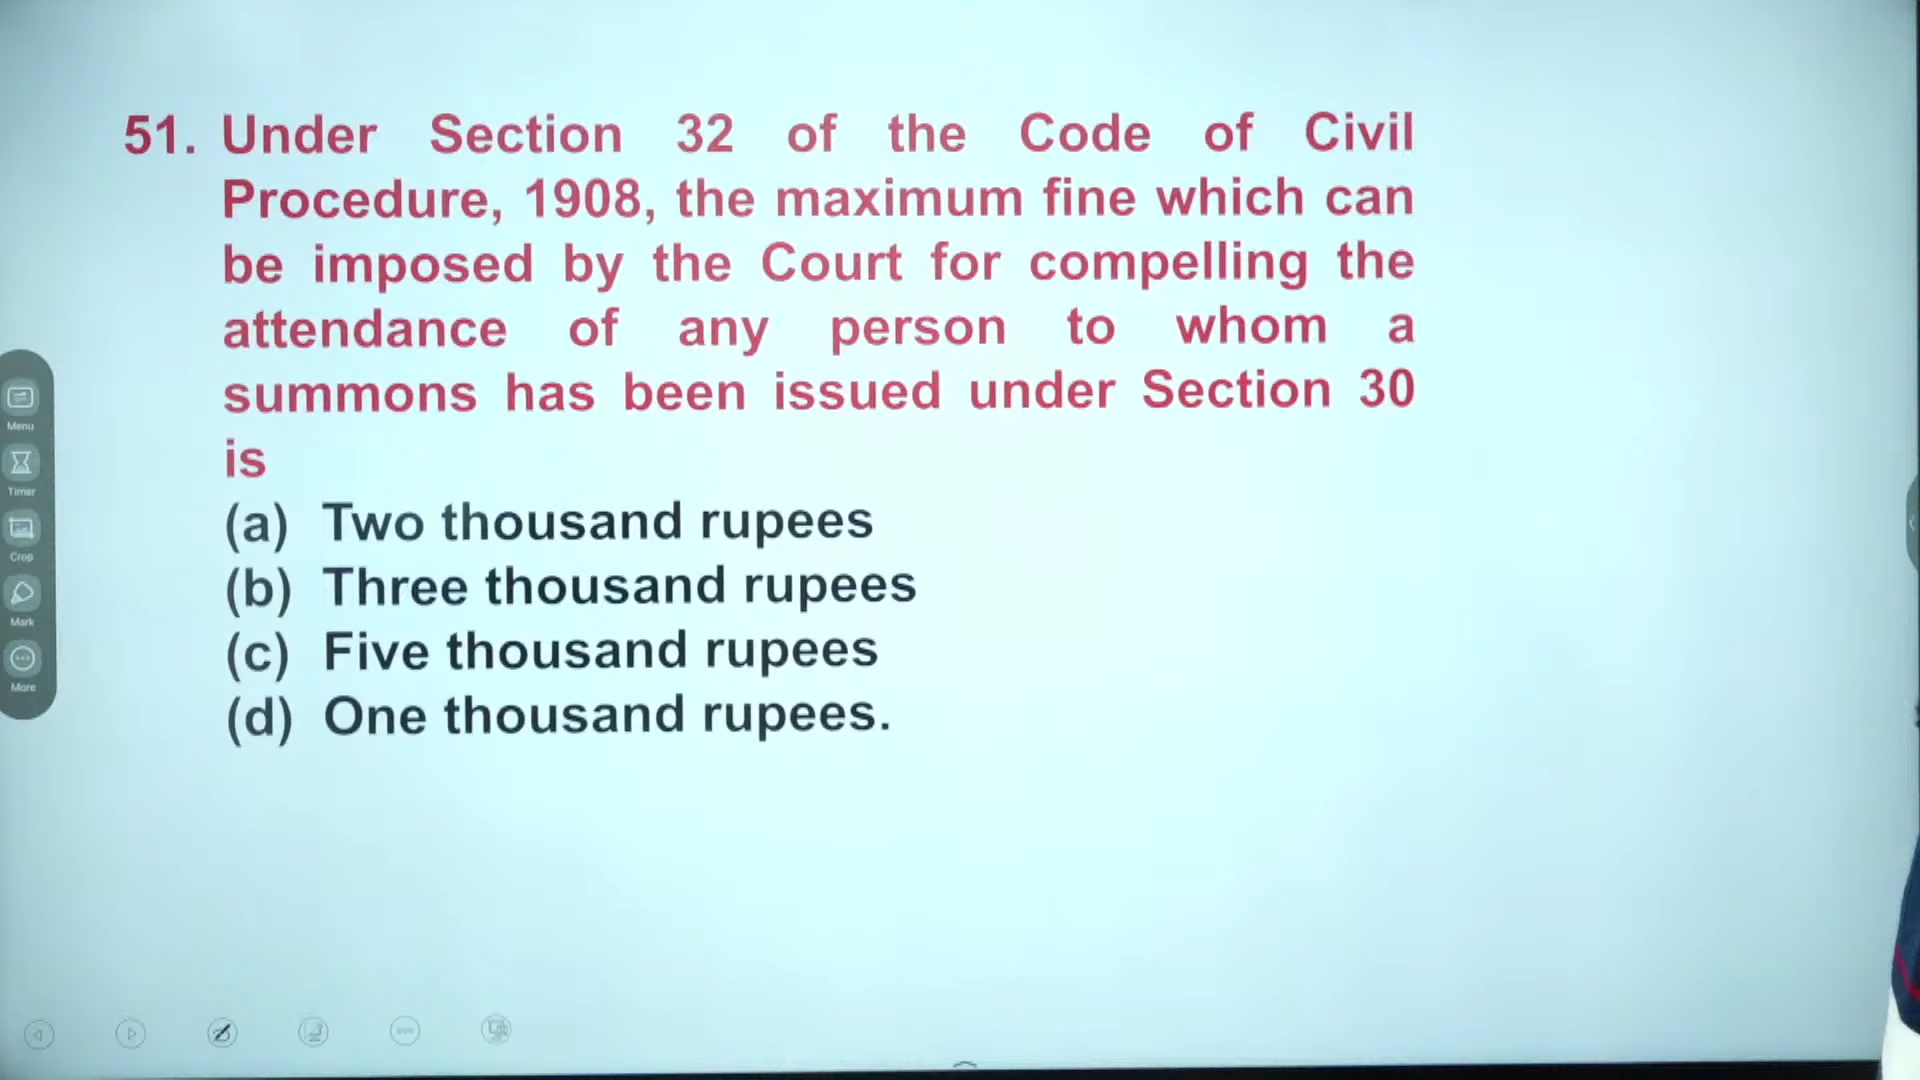 51. Under Section 32 of the Code of Civil
Procedure, 1908, the maximum fine which can
be imposed by the Court for compelling the
attendance of any person to whom a
summons has been issued under Section 30
is
(a) Two thousand rupees
(b) Three thousand rupees
(c) Five thousand rupees
(d) One thousand rupees.
Menu
Timer
Crop
Mark
More